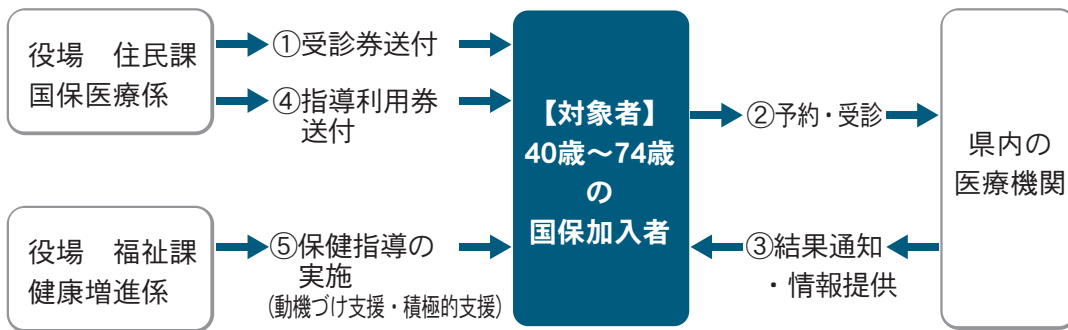 役場　住民課
国保医療係
①受診券送付
④指導利用券
送付
役場　福祉課
健康増進係
⑤保健指導の
実施
(動機づけ支援・積極的支援)
【対象者】
40歳～74歳
の
国保加入者
②予約・受診
③結果通知
・情報提供
県内の
医療機関